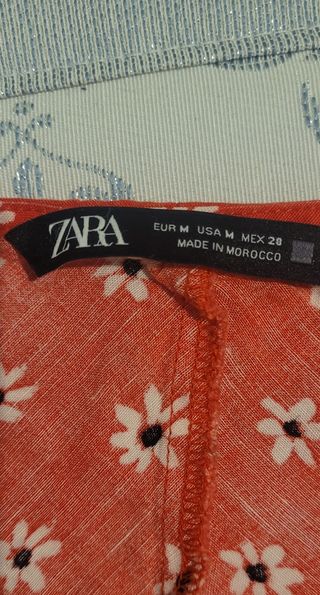 ZARA
EUR M USA M MEX 28
MADE IN MOROCCO